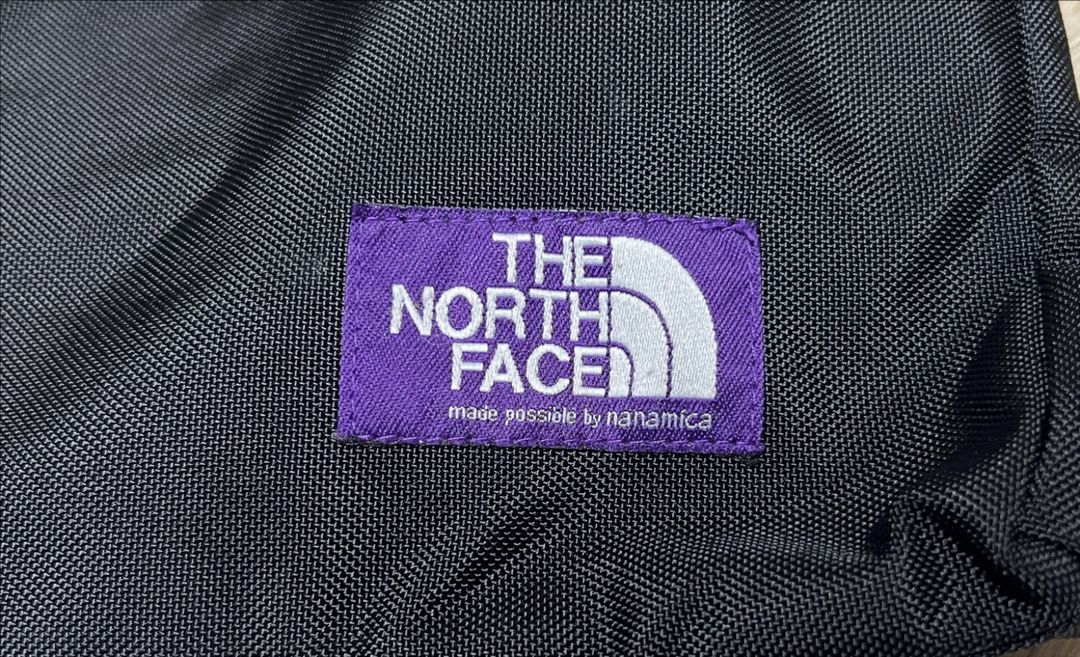 THE
NORTH
FACE
made possible by nanamica